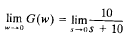 lim G(w) = lim 10
w→0 s→0 s + 10